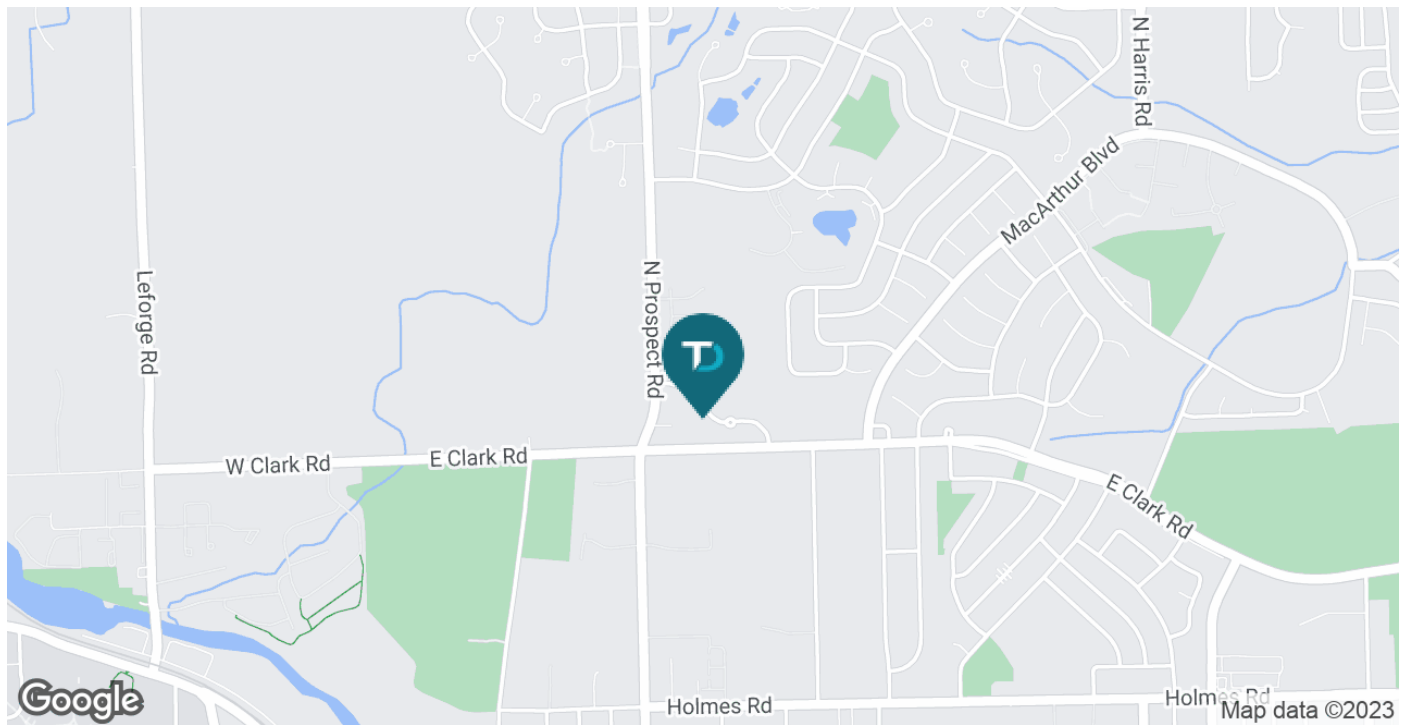 N Harris Rd
MacArthur Blvd
N Prospect Rd
Leforge Rd
TD
W Clark Rd
E Clark Rd
E Clark Rd
Holmes Rd
Holmes Rd
Google
Map data ©2023